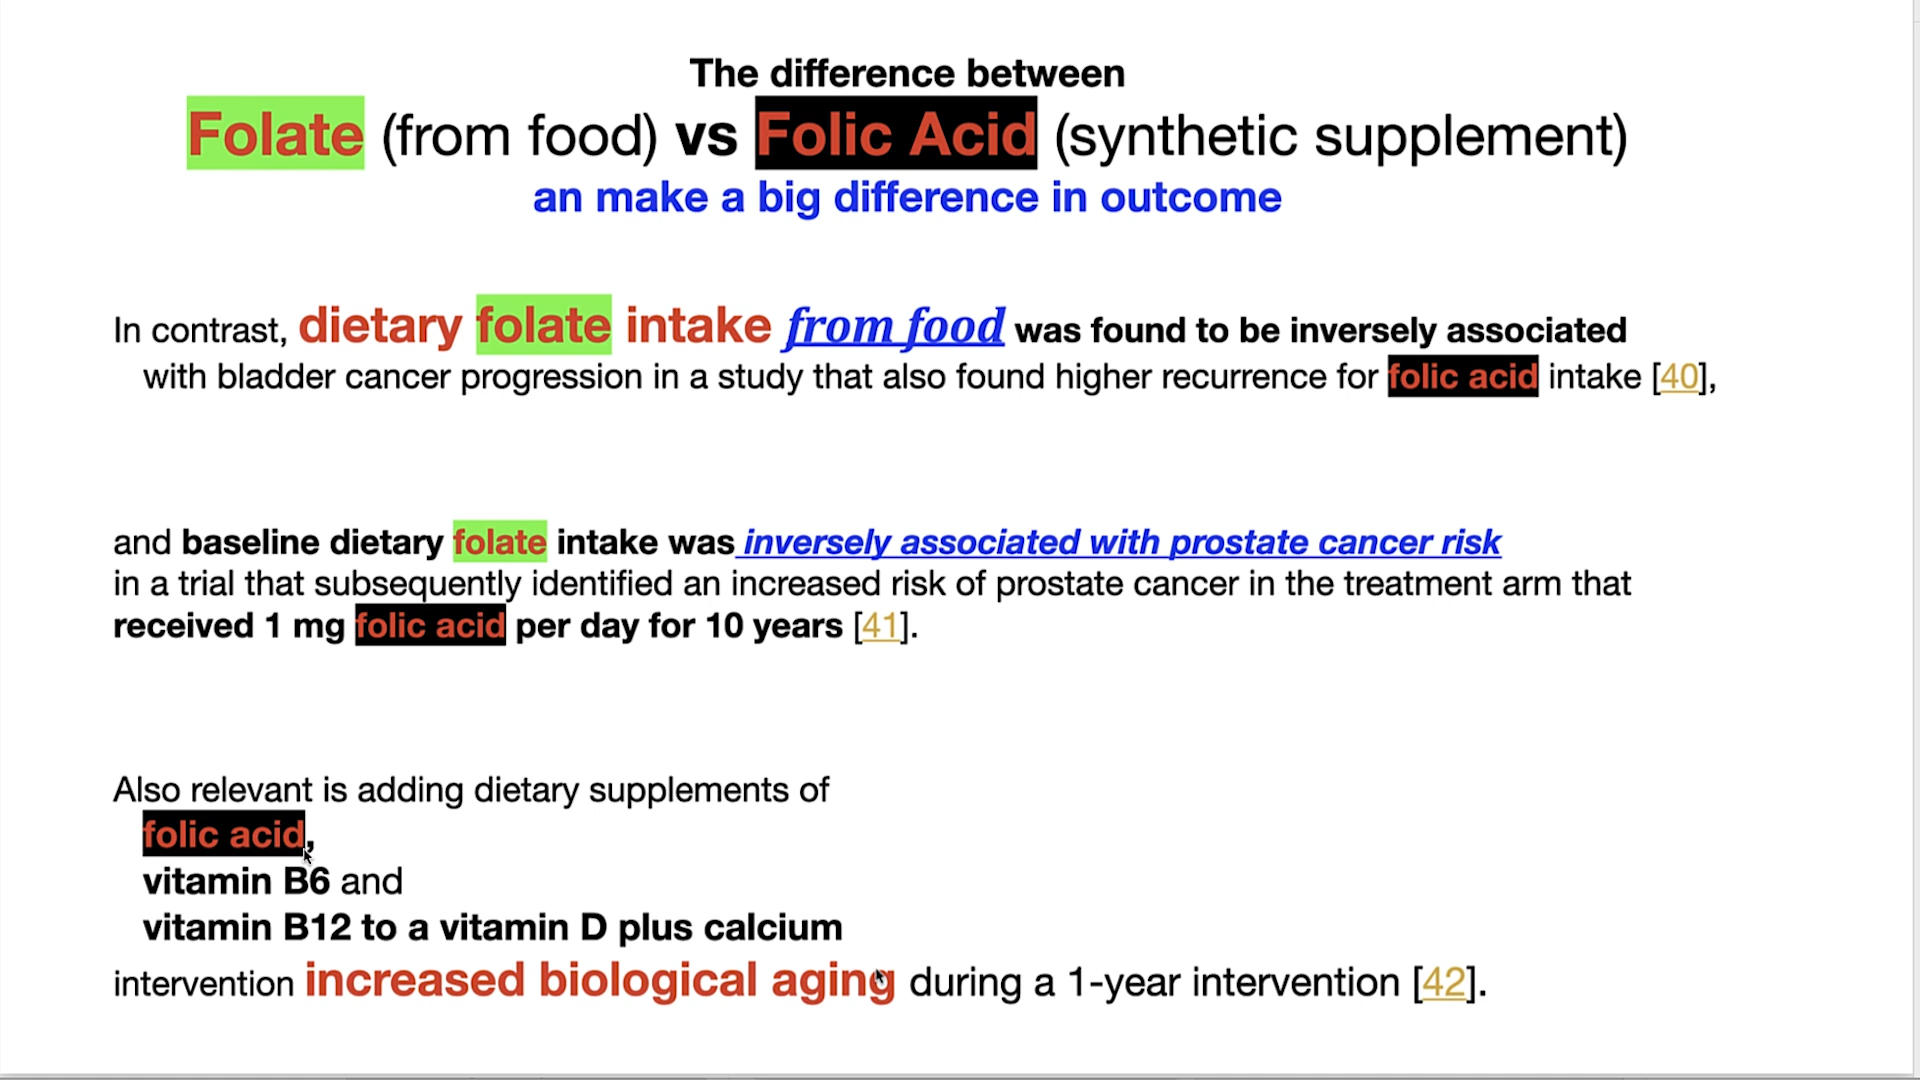 The difference between
Folate (from food) vs Folic Acid (synthetic supplement)
an make a big difference in outcome
In contrast, dietary folate intake from food was found to be inversely associated
with bladder cancer progression in a study that also found higher recurrence for folic acid intake [40],
and baseline dietary folate intake was inversely associated with prostate cancer risk
in a trial that subsequently identified an increased risk of prostate cancer in the treatment arm that
received 1 mg folic acid per day for 10 years [41].
Also relevant is adding dietary supplements of
folic acid,
vitamin B6 and
vitamin B12 to a vitamin D plus calcium
intervention increased biological aging during a 1-year intervention [42].